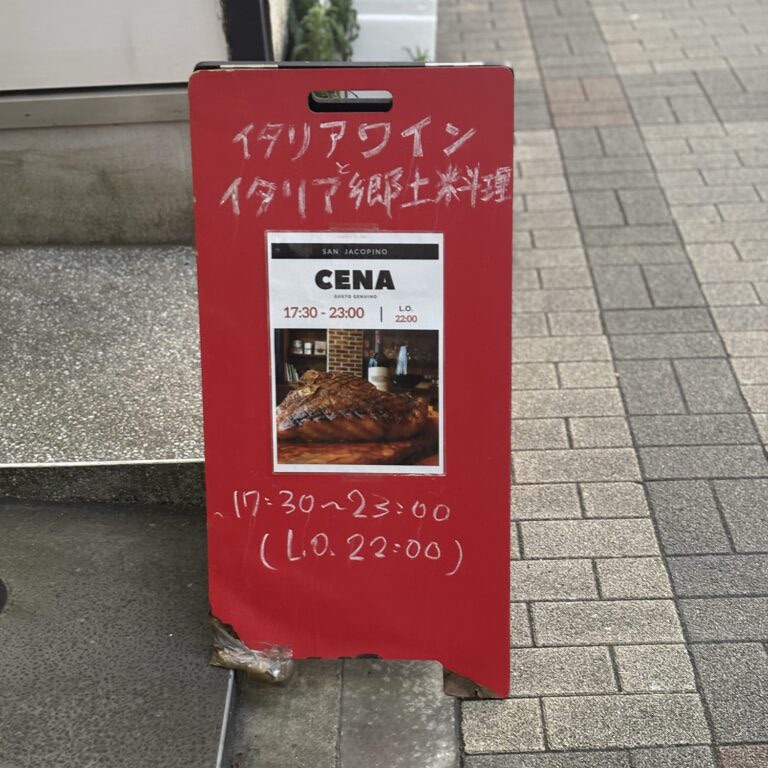 イタリアワイン
と
イタリア郷土料理
SAN JACOPINO
CENA
GUSTO GENUINO
17:30 - 23:00 | L.O. 22:00
17:30～23:00
(L.O. 22:00)